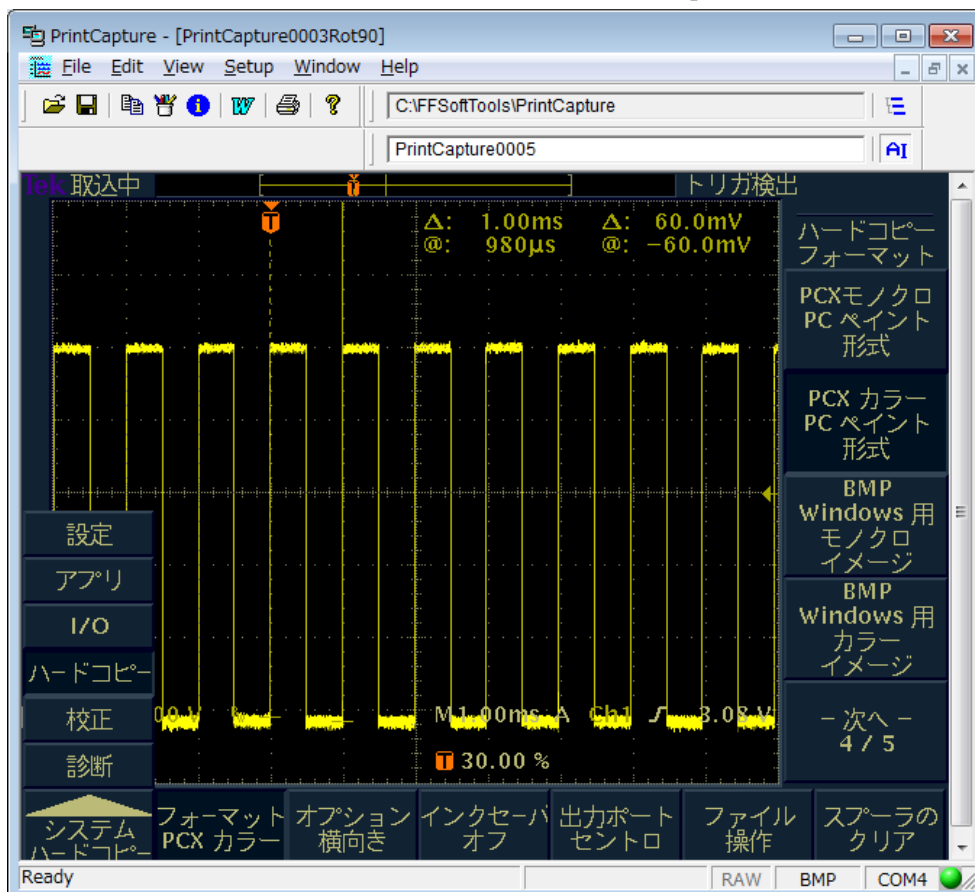 PrintCapture - [PrintCapture0003Rot90]
File Edit View Setup Window Help
C:\FFSoftTools\PrintCapture
PrintCapture0005
Tek 取込中
トリガ検出
Δ: 1.00ms Δ: 60.0mV
@: 980μs @: −60.0mV
ハードコピー
フォーマット
PCXモノクロ
PC ペイント
形式
PCX カラー
PC ペイント
形式
BMP
Windows 用
モノクロ
イメージ
BMP
Windows 用
カラー
イメージ
− 次へ −
4 / 5
設定
アプリ
I/O
ハードコピー
校正
診断
M1.00ms A Ch1 3.08 V
30.00 %
システム
ハードコピー
フォーマット
PCX カラー
オプション
横向き
インクセーバ
オフ
出力ポート
セントロ
ファイル
操作
スプーラの
クリア
Ready
RAW BMP COM4